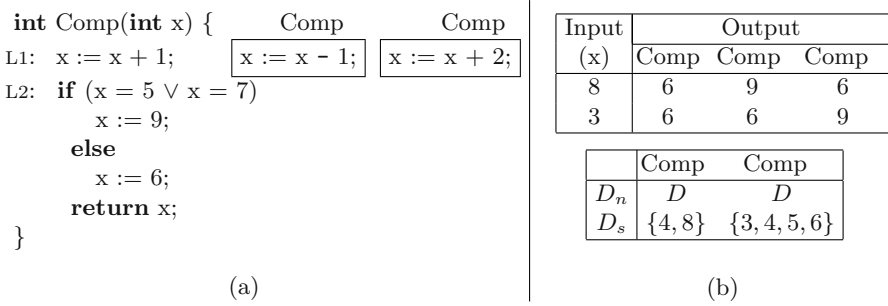 int Comp(int x) { Comp Comp
L1: x := x + 1; x := x - 1; x := x + 2;
L2: if (x = 5 ∨ x = 7)
x := 9;
else
x := 6;
return x;
}
(a)
Input Output
(x) Comp Comp Comp
8 6 9 6
3 6 6 9
Comp Comp
Dn D D
Ds {4, 8} {3, 4, 5, 6}
(b)